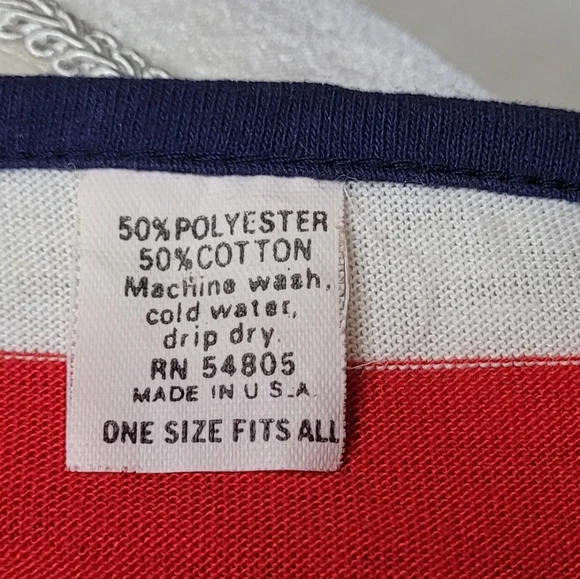 50% POLYESTER
50% COTTON
Machine wash,
cold water,
drip dry.
RN 54805
MADE IN U S.A
ONE SIZE FITS ALL